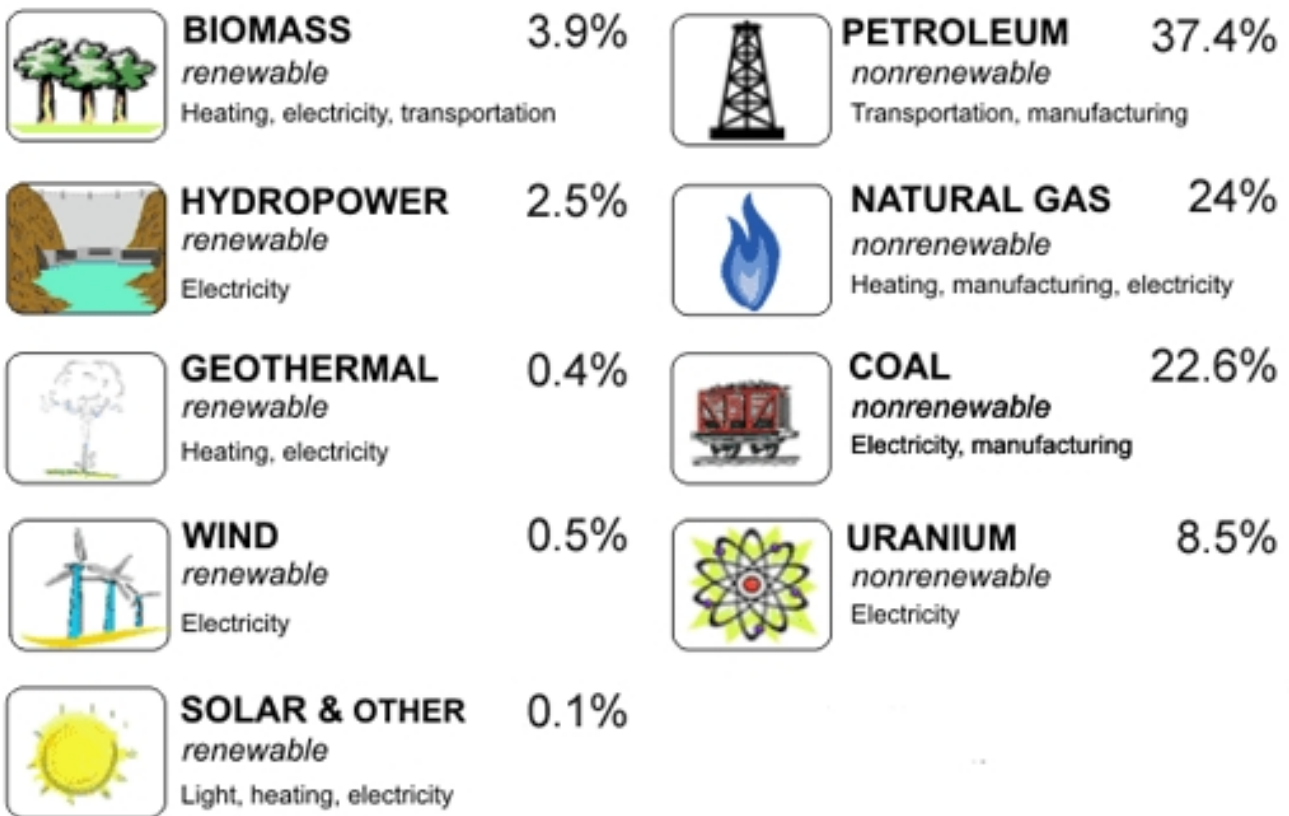 BIOMASS 3.9%
renewable
Heating, electricity, transportation
HYDROPOWER 2.5%
renewable
Electricity
GEOTHERMAL 0.4%
renewable
Heating, electricity
WIND 0.5%
renewable
Electricity
SOLAR & OTHER 0.1%
renewable
Light, heating, electricity
PETROLEUM 37.4%
nonrenewable
Transportation, manufacturing
NATURAL GAS 24%
nonrenewable
Heating, manufacturing, electricity
COAL 22.6%
nonrenewable
Electricity, manufacturing
URANIUM 8.5%
nonrenewable
Electricity